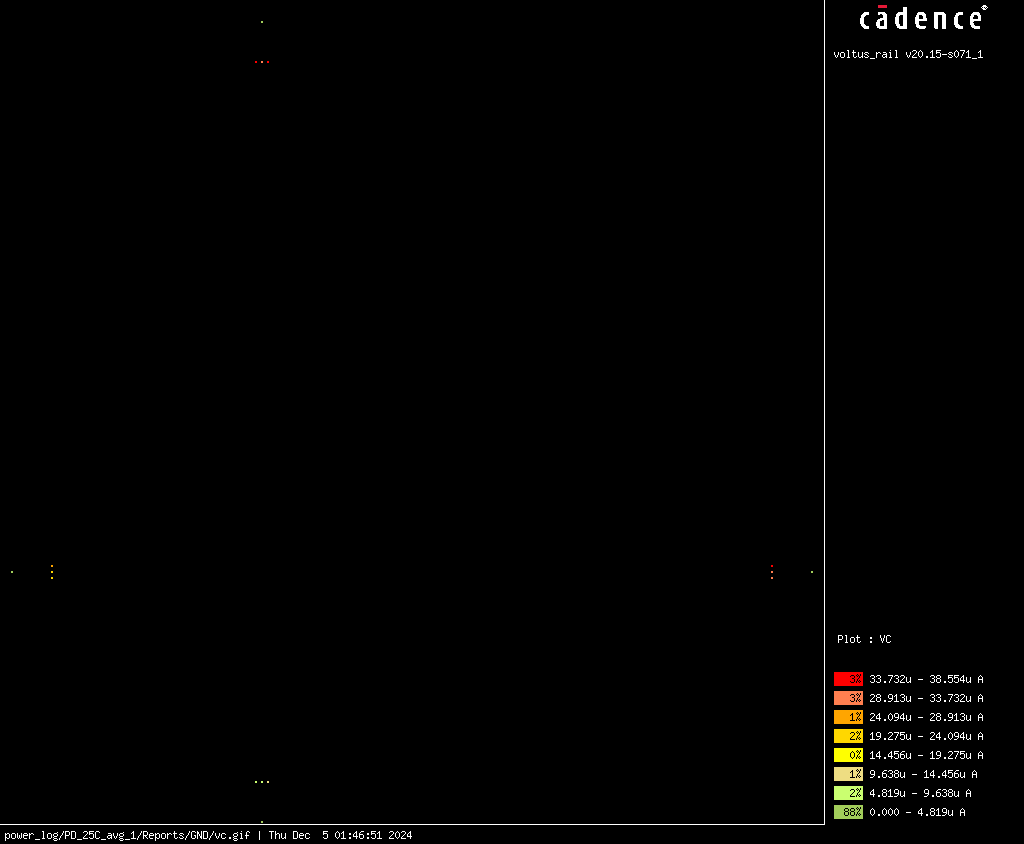 cādence®
voltus_rail v20.15-s071_1
Plot : VC
3% 33.732u - 38.554u A
3% 28.913u - 33.732u A
1% 24.094u - 28.913u A
2% 19.275u - 24.094u A
0% 14.456u - 19.275u A
1% 9.638u - 14.456u A
2% 4.819u - 9.638u A
88% 0.000 - 4.819u A
power_log/PD_25C_avg_1/Reports/GND/vc.gif | Thu Dec  5 01:46:51 2024